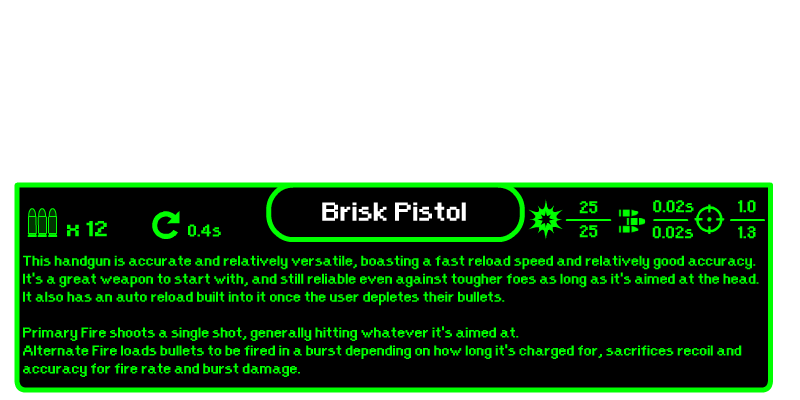 Brisk Pistol
x 12
0.4s
25
25
0.02s
0.02s
1.0
1.3
This handgun is accurate and relatively versatile, boasting a fast reload speed and relatively good accuracy.
It's a great weapon to start with, and still reliable even against tougher foes as long as it's aimed at the head.
It also has an auto reload built into it once the user depletes their bullets.
Primary Fire shoots a single shot, generally hitting whatever it's aimed at.
Alternate Fire loads bullets to be fired in a burst depending on how long it's charged for, sacrifices recoil and
accuracy for fire rate and burst damage.